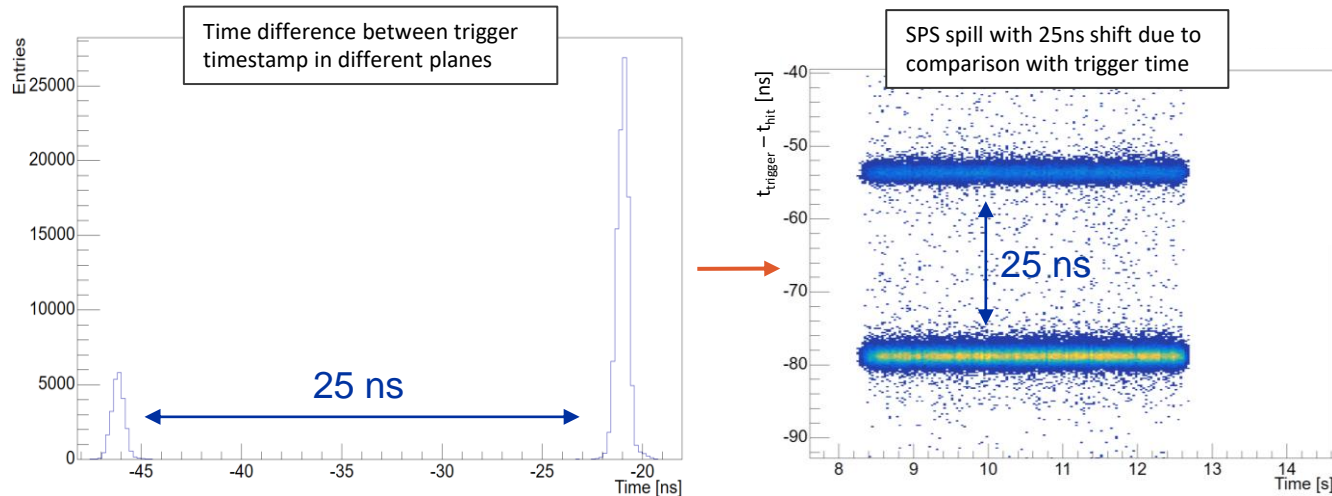 Time difference between trigger
timestamp in different planes
Entries
25000
20000
15000
10000
5000
0
25 ns
-45
-40
-35
-30
-25
-20
Time [ns]
SPS spill with 25ns shift due to
comparison with trigger time
t_trigger – t_hit [ns]
-40
-50
-60
-70
-80
-90
25 ns
8
9
10
11
12
13
14
Time [s]